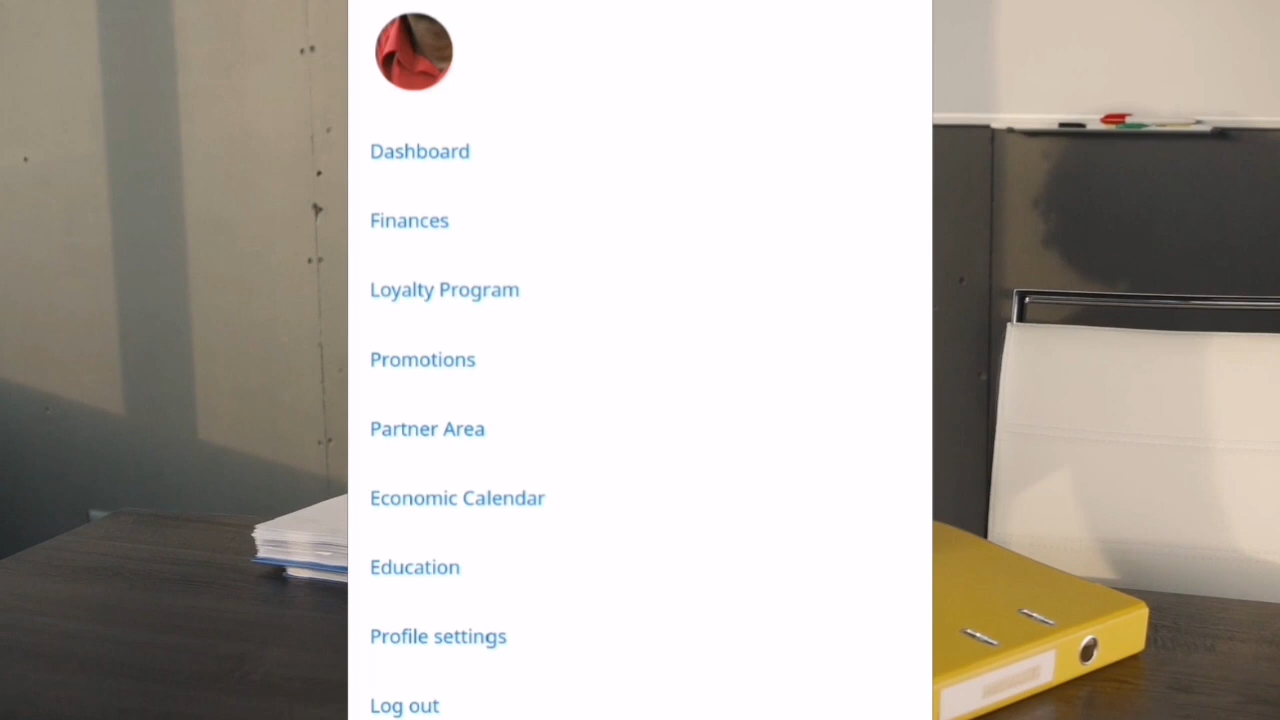 Dashboard
Finances
Loyalty Program
Promotions
Partner Area
Economic Calendar
Education
Profile settings
Log out